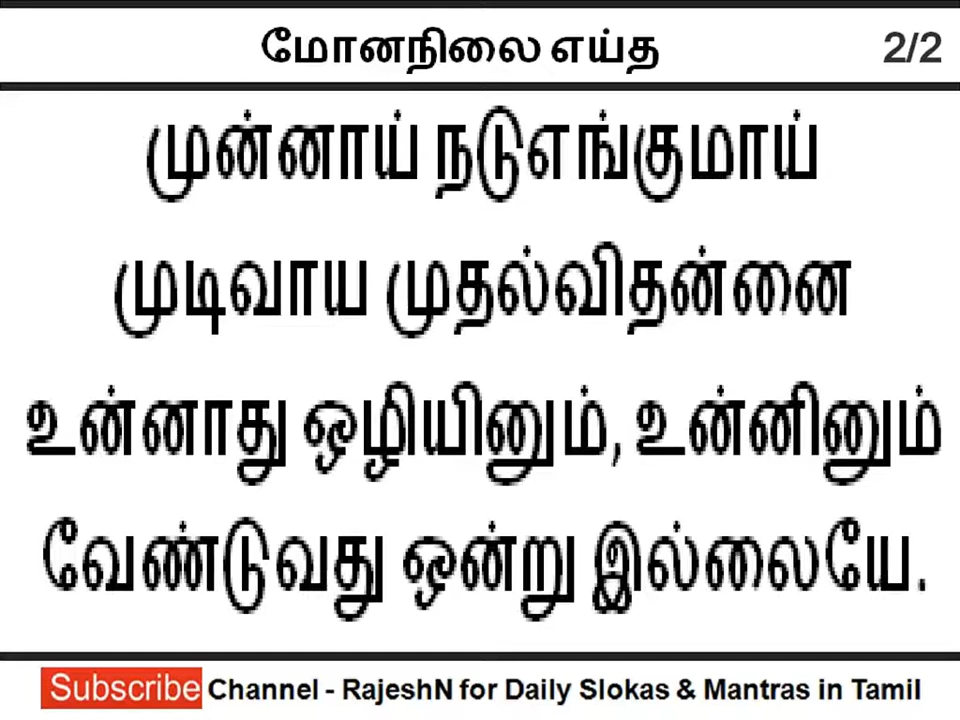 மோனநிலை எய்த 2/2
முன்னாய் நடுஎங்குமாய்
முடிவாய முதல்விதன்னை
உன்னாது ஒழியினும், உன்னினும்
வேண்டுவது ஒன்று இல்லையே.
Subscribe Channel - RajeshN for Daily Slokas & Mantras in Tamil